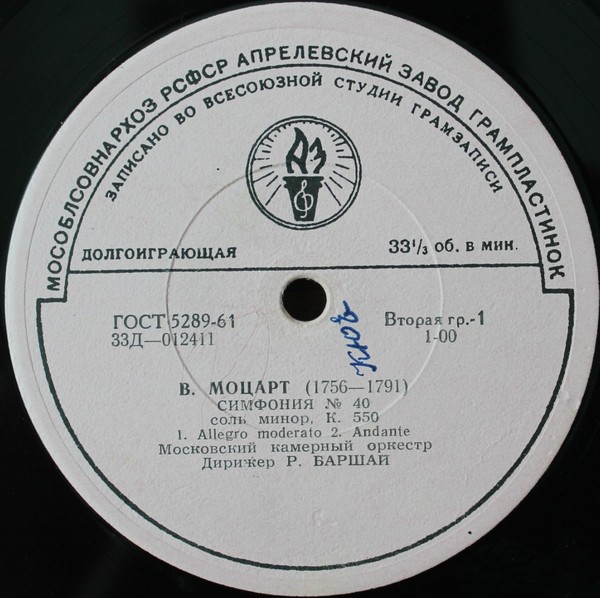 МОСОБЛСОВНАРХОЗ РСФСР АПРЕЛЕВСКИЙ ЗАВОД ГРАМПЛАСТИНОК
ЗАПИСАНО ВО ВСЕСОЮЗНОЙ СТУДИИ ГРАМЗАПИСИ
АЗ
ДОЛГОИГРАЮЩАЯ
33⅓ об. в мин.
ГОСТ 5289-61
33Д—012411
Вторая гр.-1
1-00
В. МОЦАРТ (1756—1791)
СИМФОНИЯ № 40
соль минор, К. 550
1. Allegro moderato 2. Andante
Московский камерный оркестр
Дирижер Р. БАРШАЙ